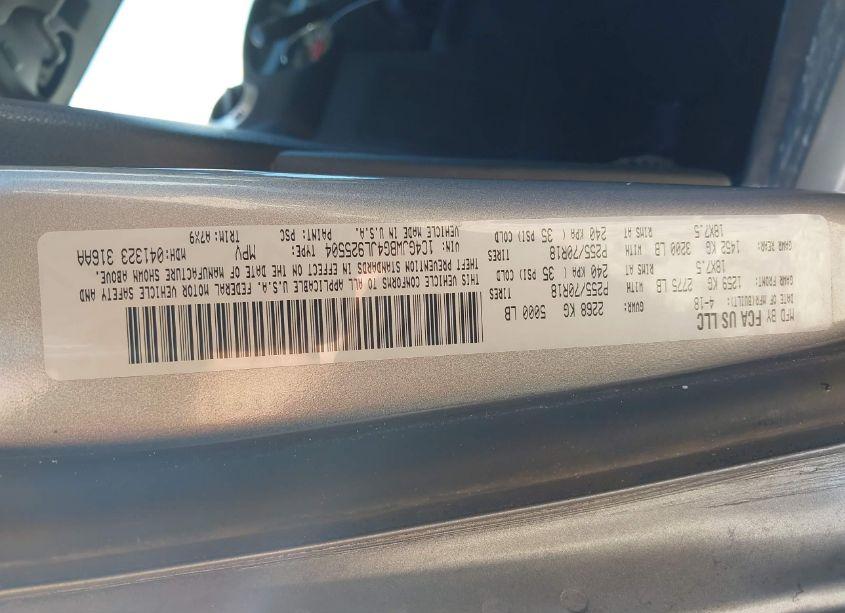 MFD BY FCA US LLC
DATE OF MFR(BUILT): 4-18 GVWR: 2268 KG 5000 LB
GAWR FRONT: 1259 KG 2775 LB WITH P255/70R18 TIRES
18X7.5 RIMS AT 240 KPA ( 35 PSI) COLD
GAWR REAR: 1452 KG 3200 LB WITH P255/70R18 TIRES
18X7.5 RIMS AT 240 KPA ( 35 PSI) COLD
THIS VEHICLE CONFORMS TO ALL APPLICABLE U.S.A. FEDERAL MOTOR VEHICLE SAFETY AND
THEFT PREVENTION STANDARDS IN EFFECT ON THE DATE OF MANUFACTURE SHOWN ABOVE.
VIN: 1C4GJWBG4JL925504 TYPE: MPV MDH:041323 316AA
VEHICLE MADE IN U.S.A. PAINT: PSC TRIM: A7X9